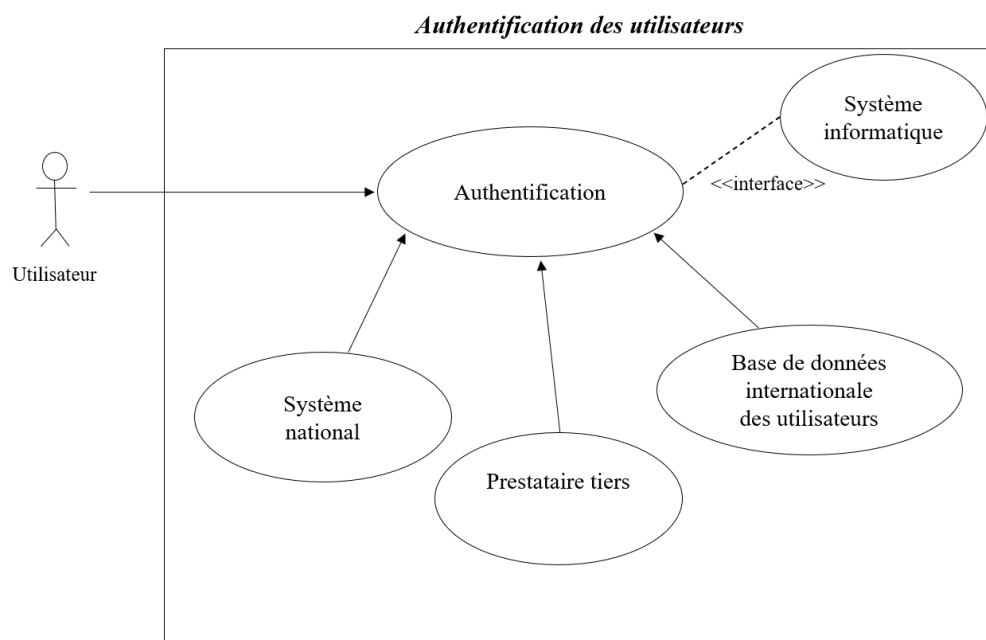 Authentification des utilisateurs
Système
informatique
Authentification
<<interface>>
Utilisateur
Système
national
Prestataire tiers
Base de données
internationale
des utilisateurs